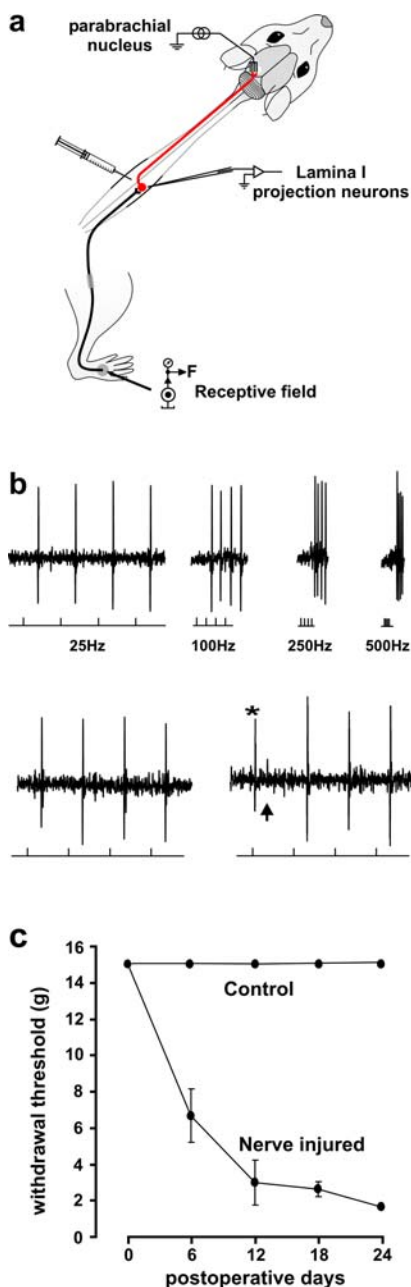 a
parabrachial
nucleus
Lamina I
projection neurons
F
Receptive field
b
25Hz
100Hz
250Hz
500Hz
*
c
16
14
12
10
8
6
4
2
0
withdrawal threshold (g)
Control
Nerve injured
0
6
12
18
24
postoperative days